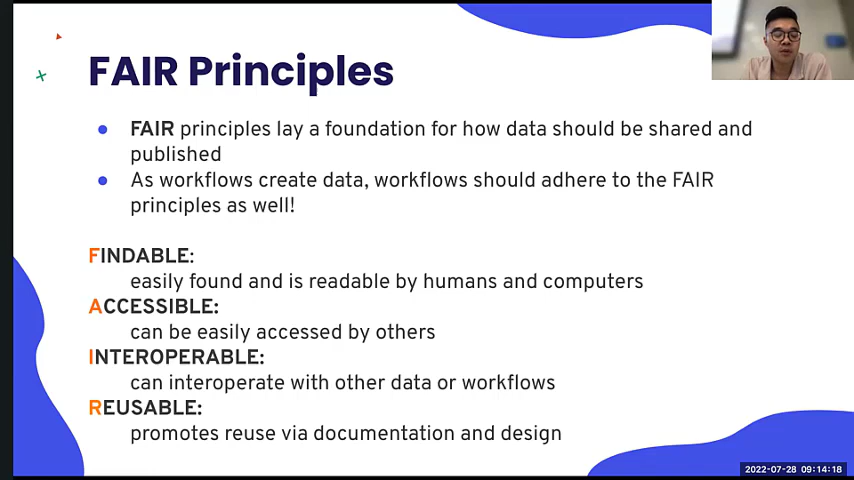 FAIR Principles
FAIR principles lay a foundation for how data should be shared and
published
As workflows create data, workflows should adhere to the FAIR
principles as well!
FINDABLE:
easily found and is readable by humans and computers
ACCESSIBLE:
can be easily accessed by others
INTEROPERABLE:
can interoperate with other data or workflows
REUSABLE:
promotes reuse via documentation and design
2022-07-28 09:14:18